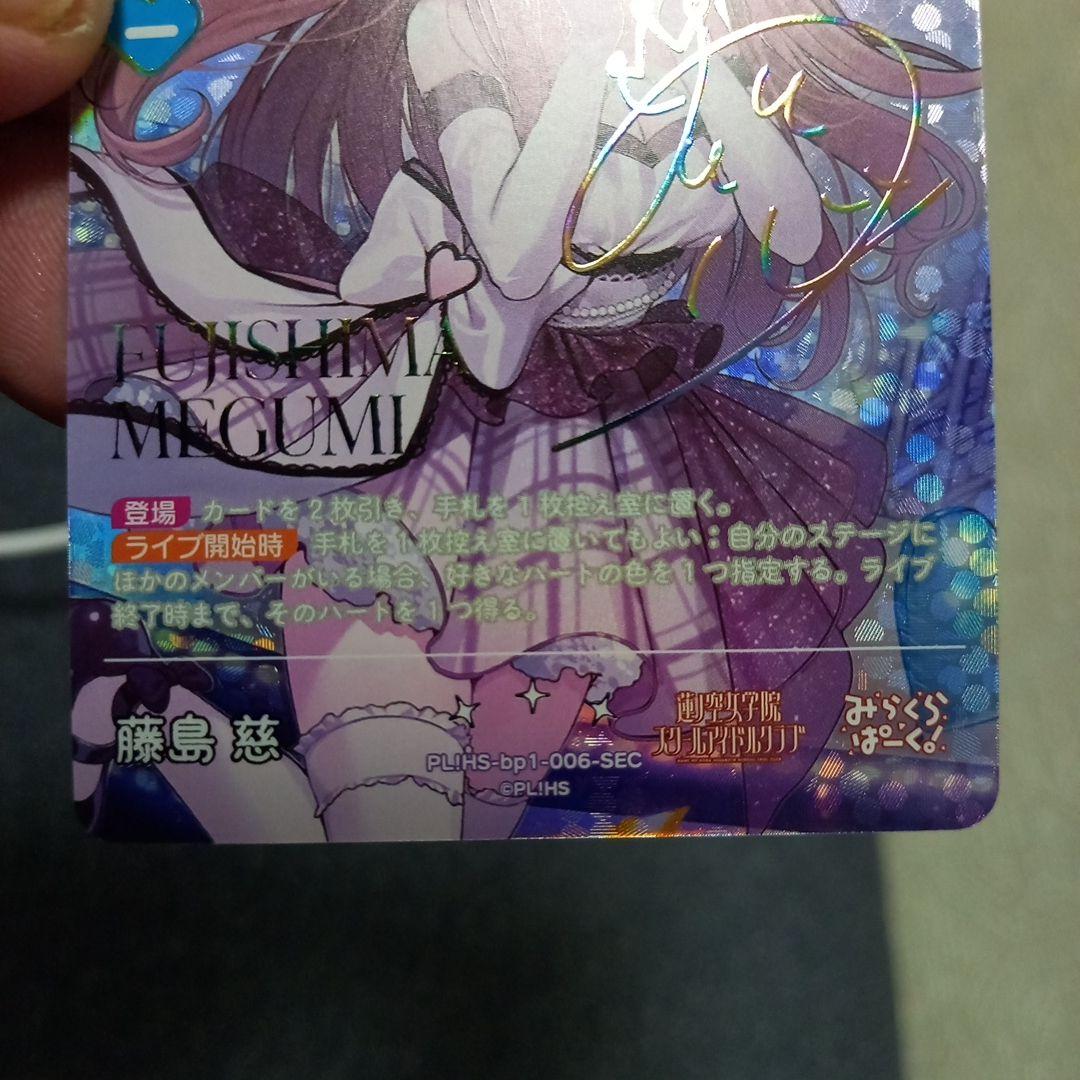 FUJISHIMA
MEGUMI
登場 カードを2枚引き、手札を1枚控え室に置く。
ライブ開始時 手札を1枚控え室に置いてもよい：自分のステージに
ほかのメンバーがいる場合、好きなハートの色を1つ指定する。ライブ
終了時まで、そのハートを1つ得る。
藤島 慈
PL!HS-bp1-006-SEC
©PL!HS
蓮ノ空女学院
スクールアイドルクラブ
みらくら
ぱーく!